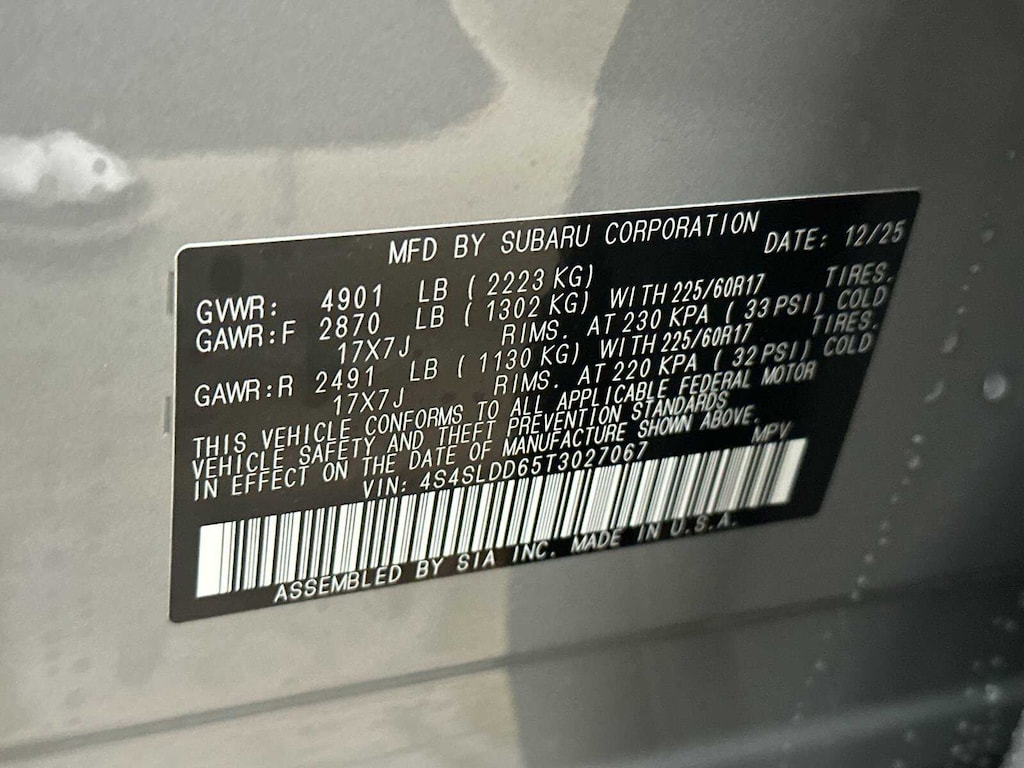 MFD BY SUBARU CORPORATION DATE: 12/25
GVWR: 4901 LB ( 2223 KG)
GAWR:F 2870 LB ( 1302 KG) WITH 225/60R17 TIRES.
17X7J RIMS. AT 230 KPA ( 33 PSI) COLD
GAWR:R 2491 LB ( 1130 KG) WITH 225/60R17 TIRES.
17X7J RIMS. AT 220 KPA ( 32 PSI) COLD
THIS VEHICLE CONFORMS TO ALL APPLICABLE FEDERAL MOTOR
VEHICLE SAFETY AND THEFT PREVENTION STANDARDS
IN EFFECT ON THE DATE OF MANUFACTURE SHOWN ABOVE.
VIN: 4S4SLDD65T3027067 MPV
ASSEMBLED BY SIA INC. MADE IN U.S.A.